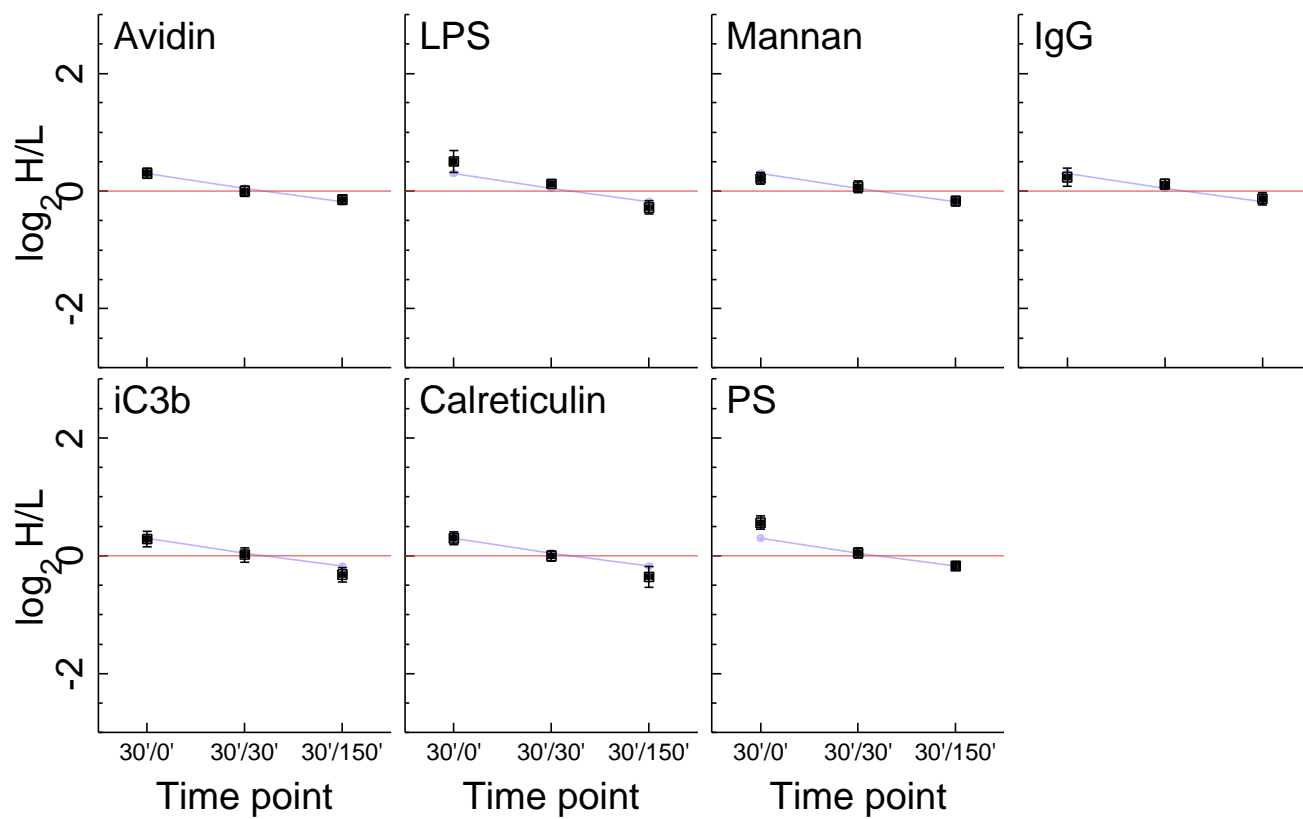 Avidin
LPS
Mannan
IgG
log2 H/L
2
0
-2
iC3b
Calreticulin
PS
log2 H/L
2
0
-2
30'/0' 30'/30' 30'/150'
30'/0' 30'/30' 30'/150'
30'/0' 30'/30' 30'/150'
Time point
Time point
Time point